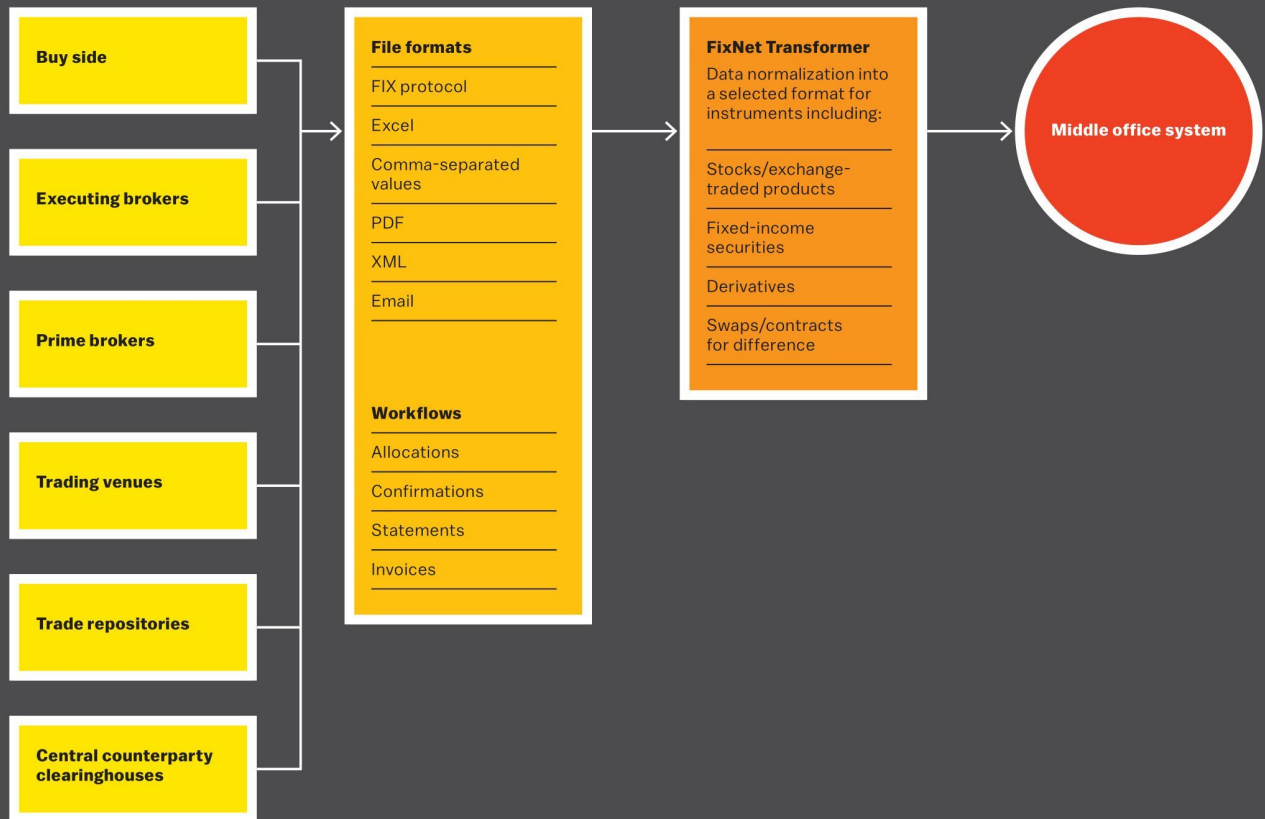 Buy side
Executing brokers
Prime brokers
Trading venues
Trade repositories
Central counterparty
clearinghouses
File formats
FIX protocol
Excel
Comma-separated
values
PDF
XML
Email
Workflows
Allocations
Confirmations
Statements
Invoices
FixNet Transformer
Data normalization into
a selected format for
instruments including:
Stocks/exchange-
traded products
Fixed-income
securities
Derivatives
Swaps/contracts
for difference
Middle office system